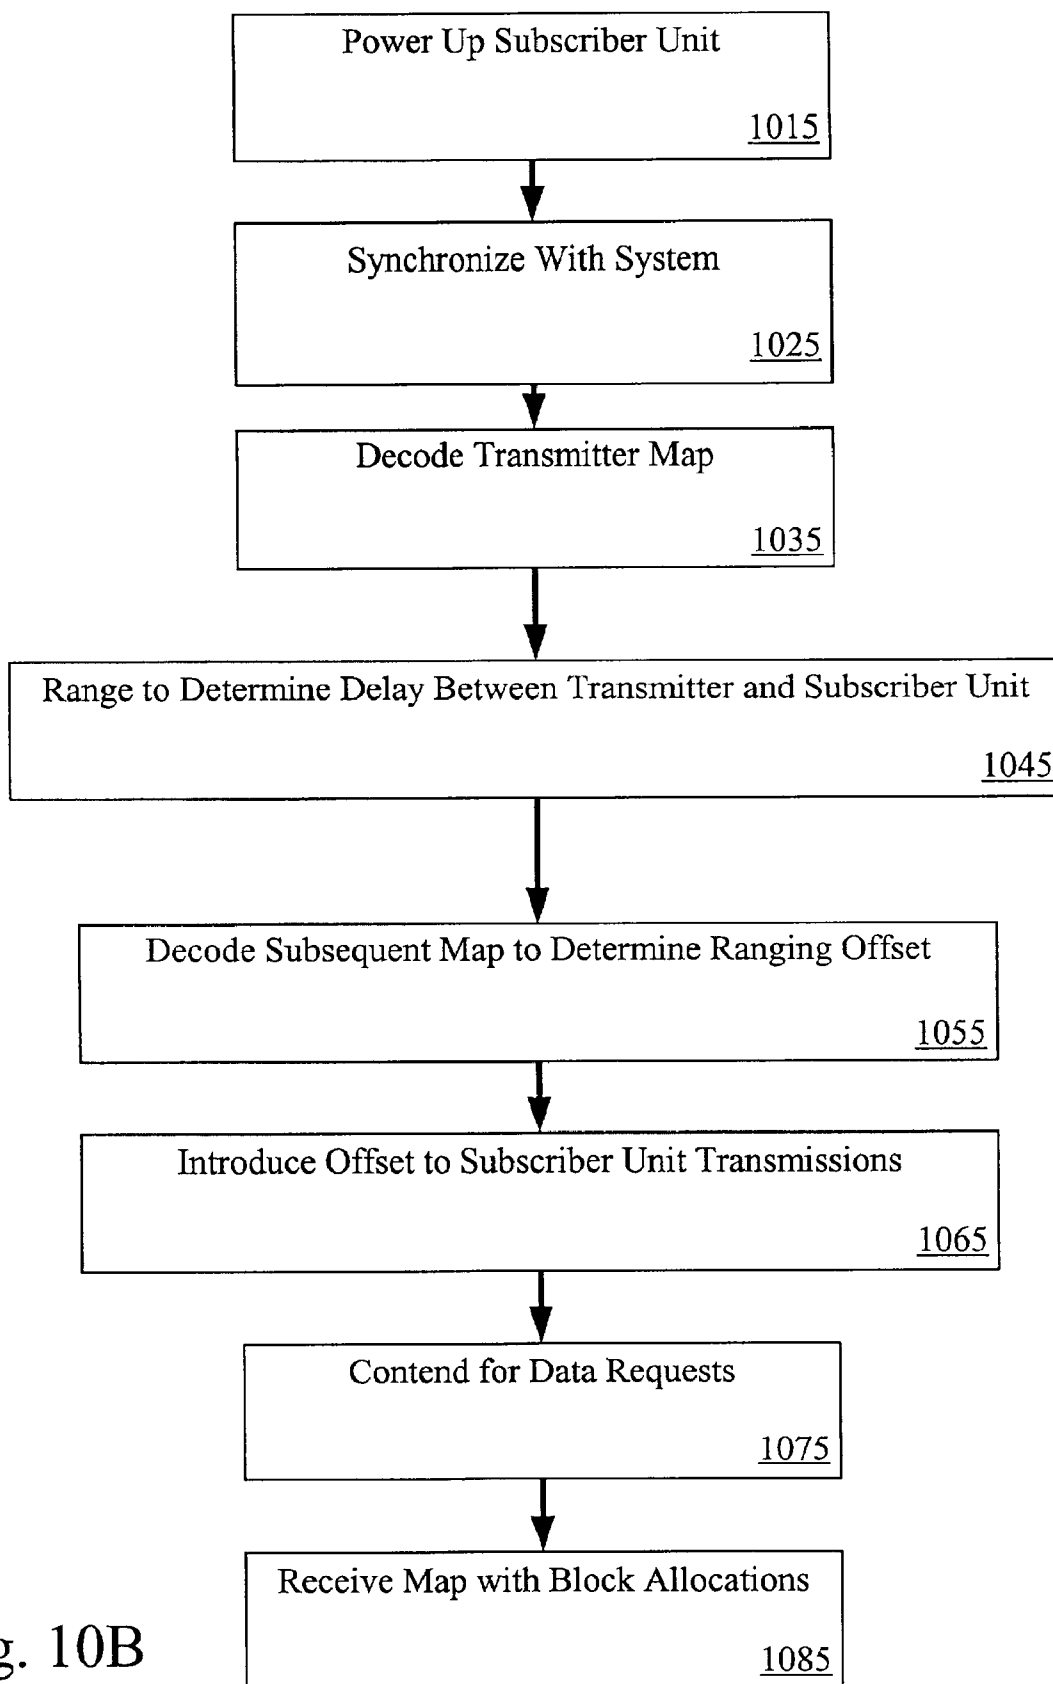 Power Up Subscriber Unit
1015
Synchronize With System
1025
Decode Transmitter Map
1035
Range to Determine Delay Between Transmitter and Subscriber Unit
1045
Decode Subsequent Map to Determine Ranging Offset
1055
Introduce Offset to Subscriber Unit Transmissions
1065
Contend for Data Requests
1075
Receive Map with Block Allocations
1085
g. 10B